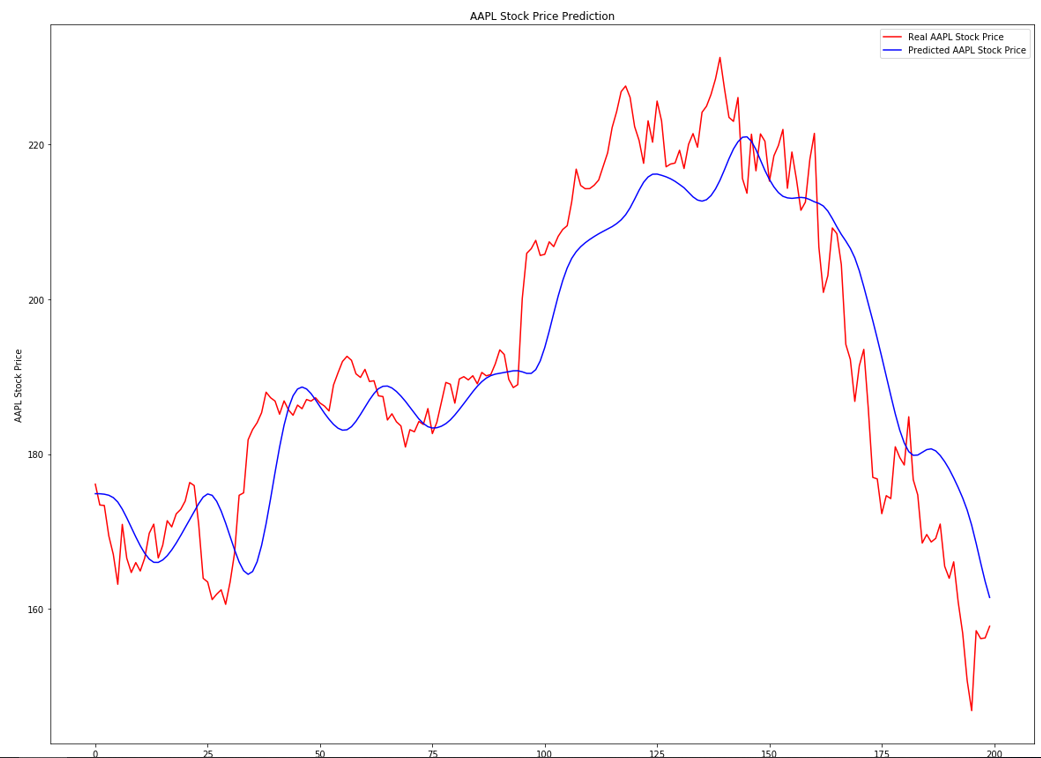 AAPL Stock Price Prediction
Real AAPL Stock Price
Predicted AAPL Stock Price
AAPL Stock Price
220
200
180
160
0 25 50 75 100 125 150 175 200